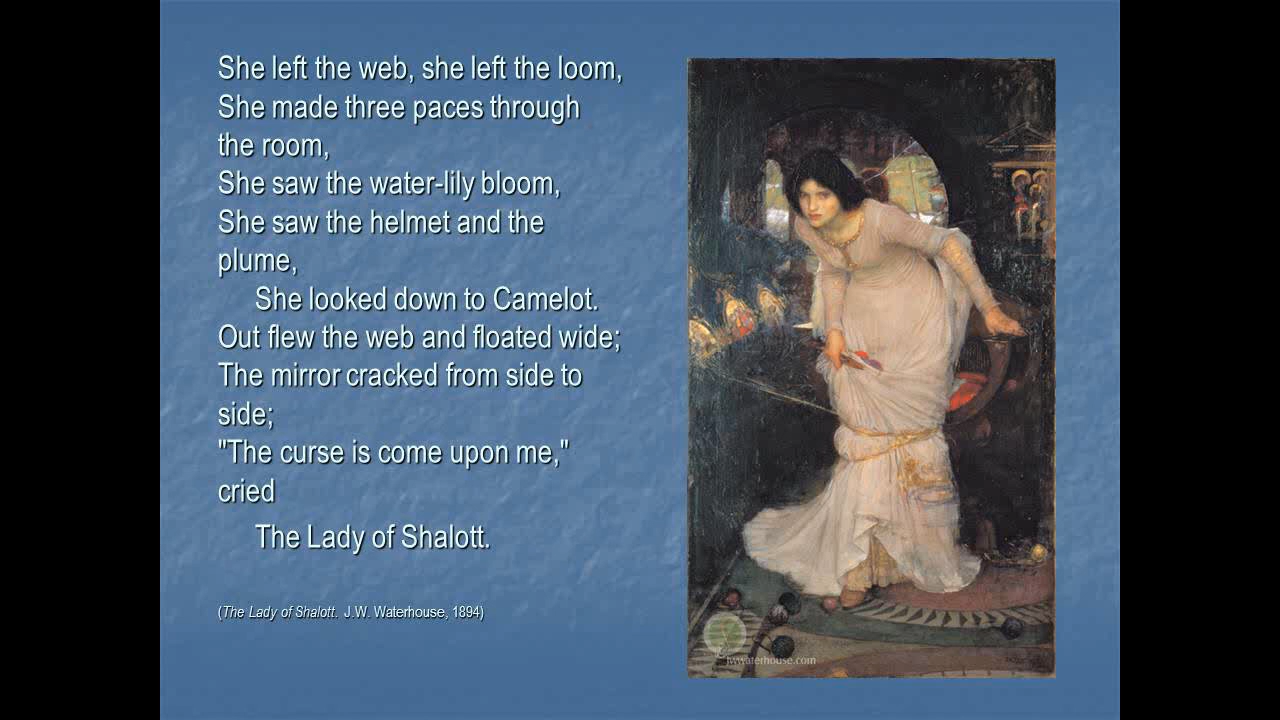 She left the web, she left the loom,
She made three paces through
the room,
She saw the water-lily bloom,
She saw the helmet and the
plume,
She looked down to Camelot.
Out flew the web and floated wide;
The mirror cracked from side to
side;
"The curse is come upon me,"
cried
The Lady of Shalott.
(The Lady of Shalott. J.W. Waterhouse, 1894)
jwwaterhouse.com